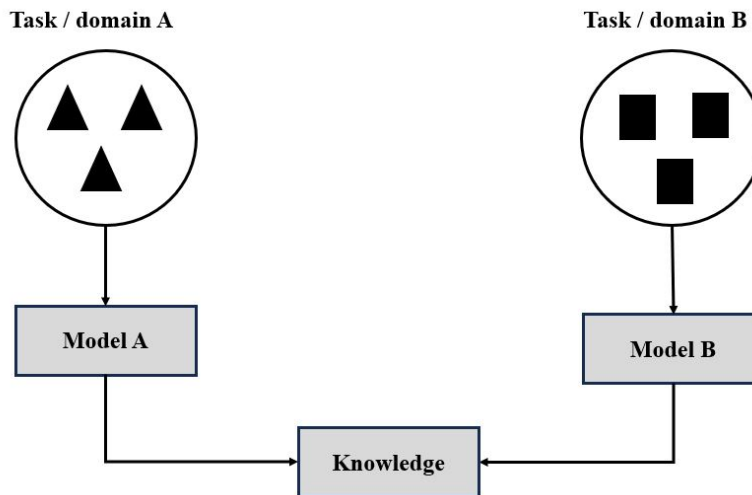 Task / domain A
Task / domain B
Model A
Model B
Knowledge